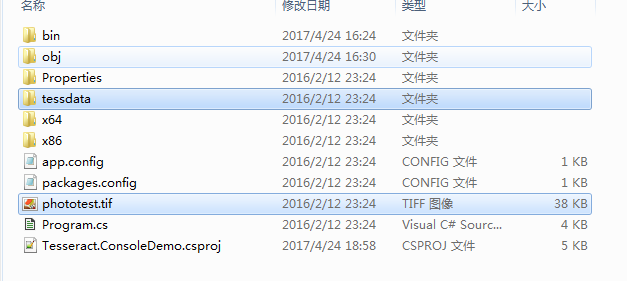 名称 修改日期 类型 大小
bin 2017/4/24 16:24 文件夹
obj 2017/4/24 16:30 文件夹
Properties 2016/2/12 23:24 文件夹
tessdata 2016/2/12 23:24 文件夹
x64 2016/2/12 23:24 文件夹
x86 2016/2/12 23:24 文件夹
app.config 2016/2/12 23:24 CONFIG 文件 1 KB
packages.config 2016/2/12 23:24 CONFIG 文件 1 KB
phototest.tif 2016/2/12 23:24 TIFF 图像 38 KB
Program.cs 2016/2/12 23:24 Visual C# Sourc... 4 KB
Tesseract.ConsoleDemo.csproj 2017/4/24 18:58 CSPROJ 文件 5 KB